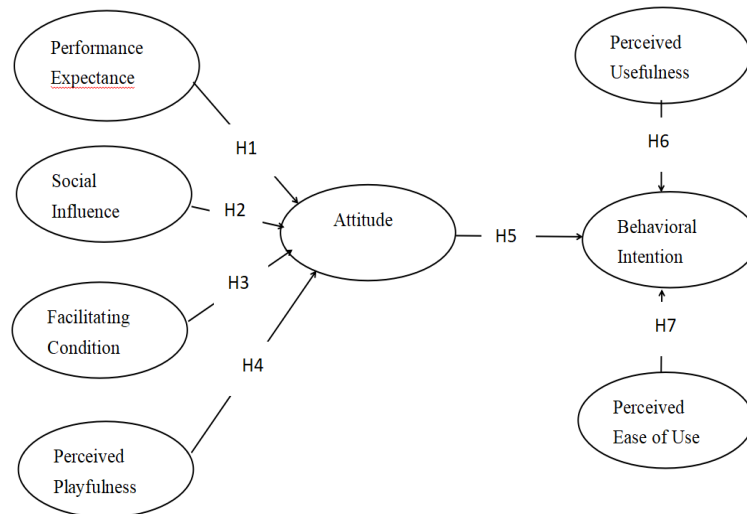 Performance
Expectance
Perceived
Usefulness
H1
H6
Social
Influence
H2
Attitude
H5
Behavioral
Intention
H3
Facilitating
Condition
H7
H4
Perceived
Ease of Use
Perceived
Playfulness